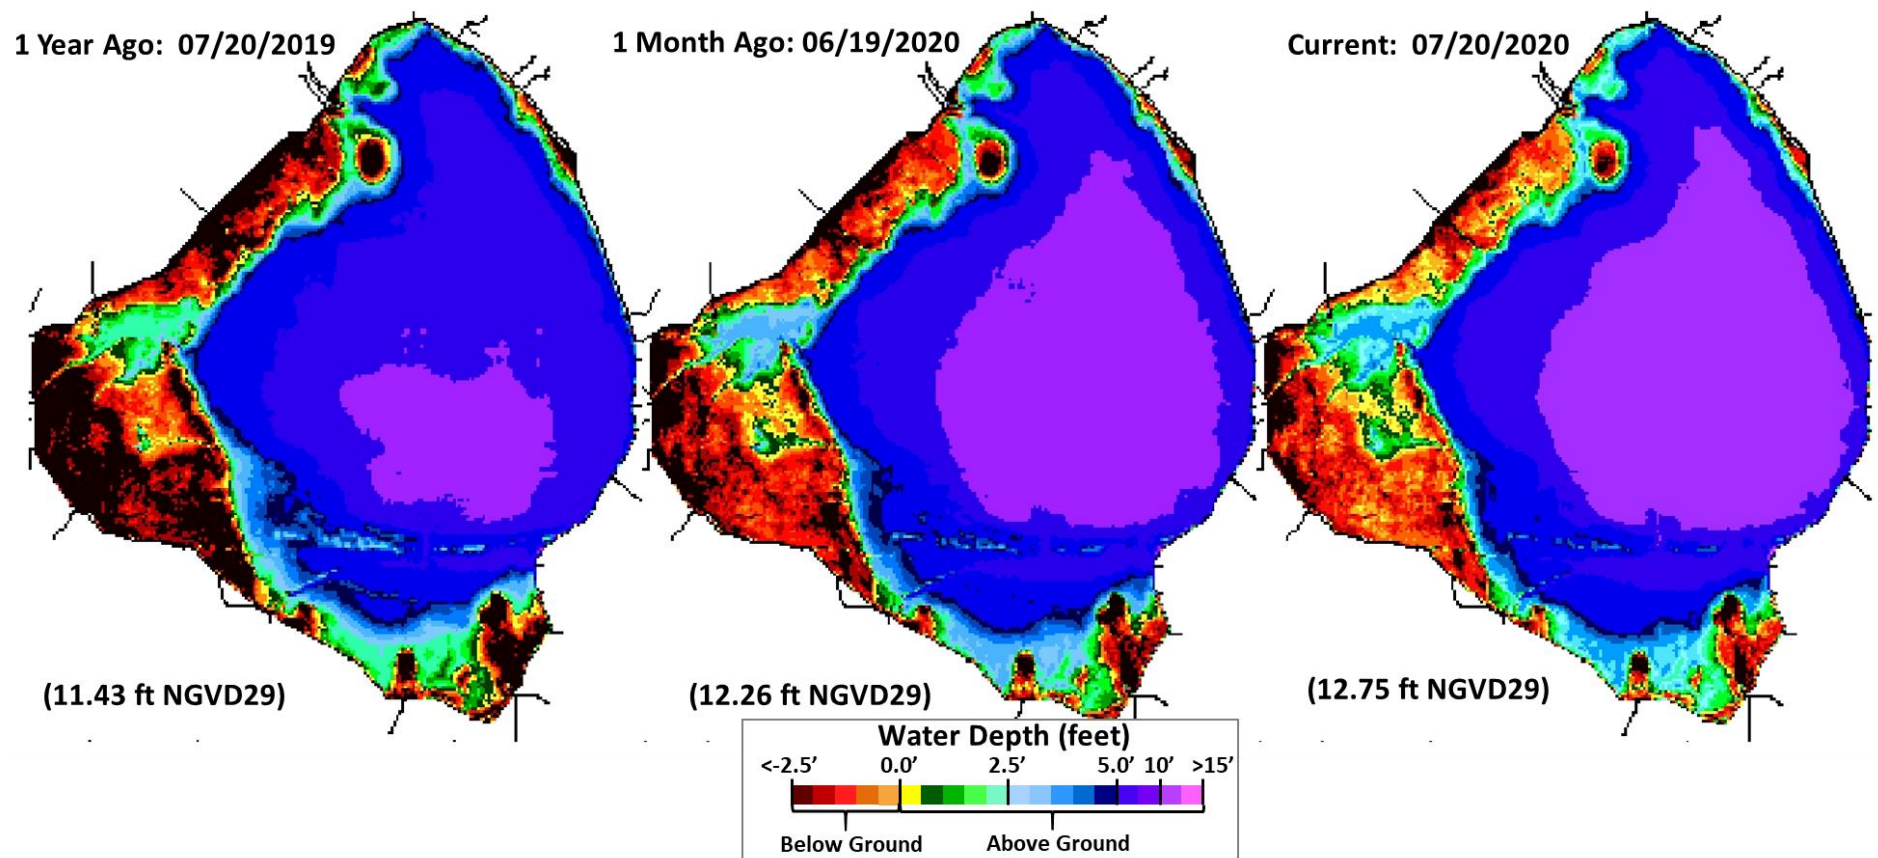 1 Year Ago: 07/20/2019
1 Month Ago: 06/19/2020
Current: 07/20/2020
(11.43 ft NGVD29)
(12.26 ft NGVD29)
(12.75 ft NGVD29)
Water Depth (feet)
<-2.5’ 0.0’ 2.5’ 5.0’ 10’ >15’
Below Ground Above Ground